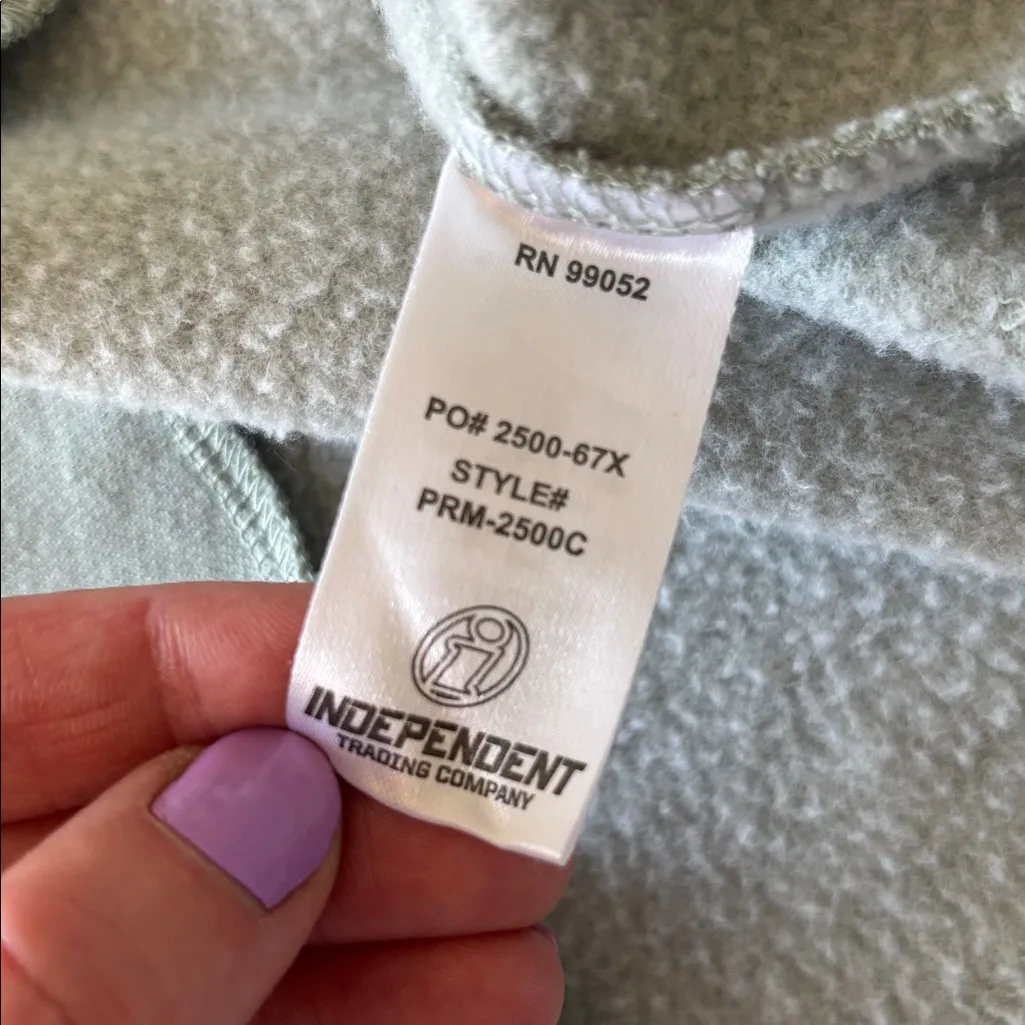 RN 99052
PO# 2500-67X
STYLE#
PRM-2500C
INDEPENDENT
TRADING COMPANY